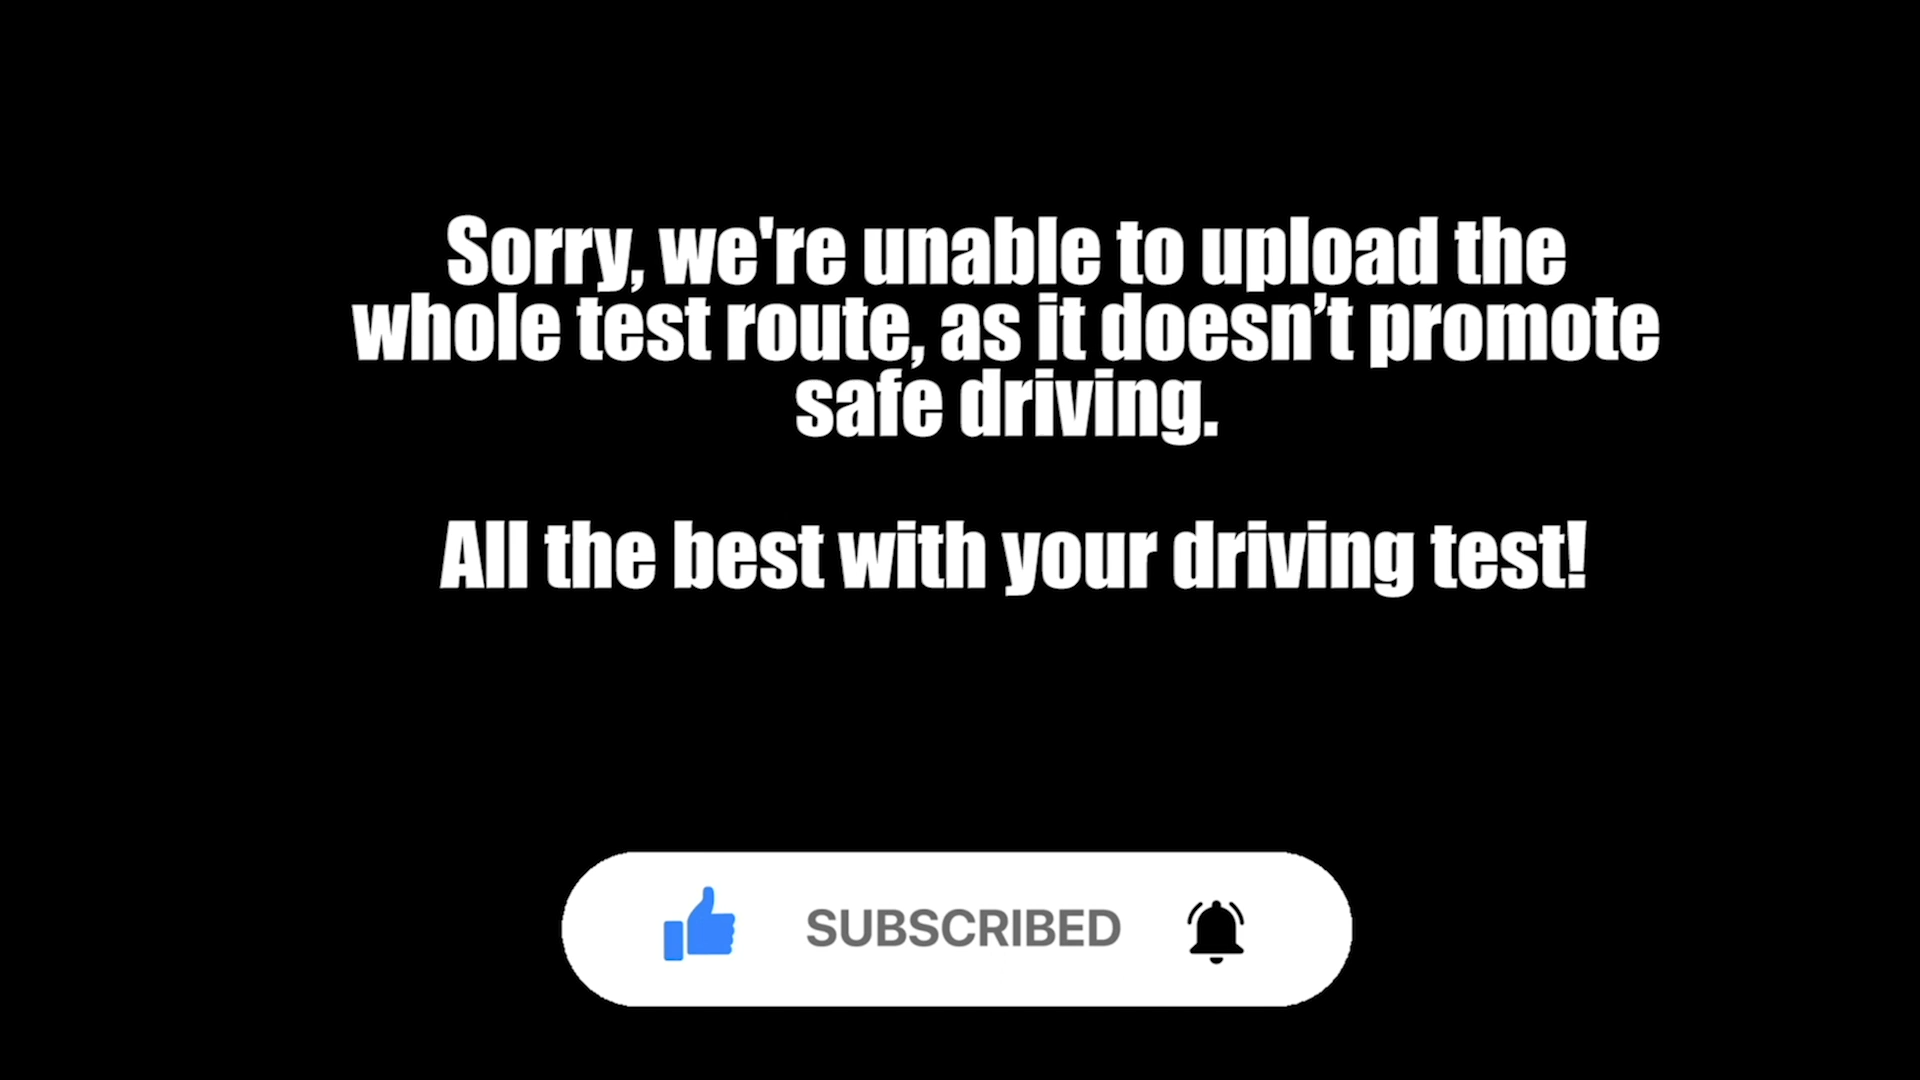 Sorry, we're unable to upload the
whole test route, as it doesn’t promote
safe driving.
All the best with your driving test!
SUBSCRIBED